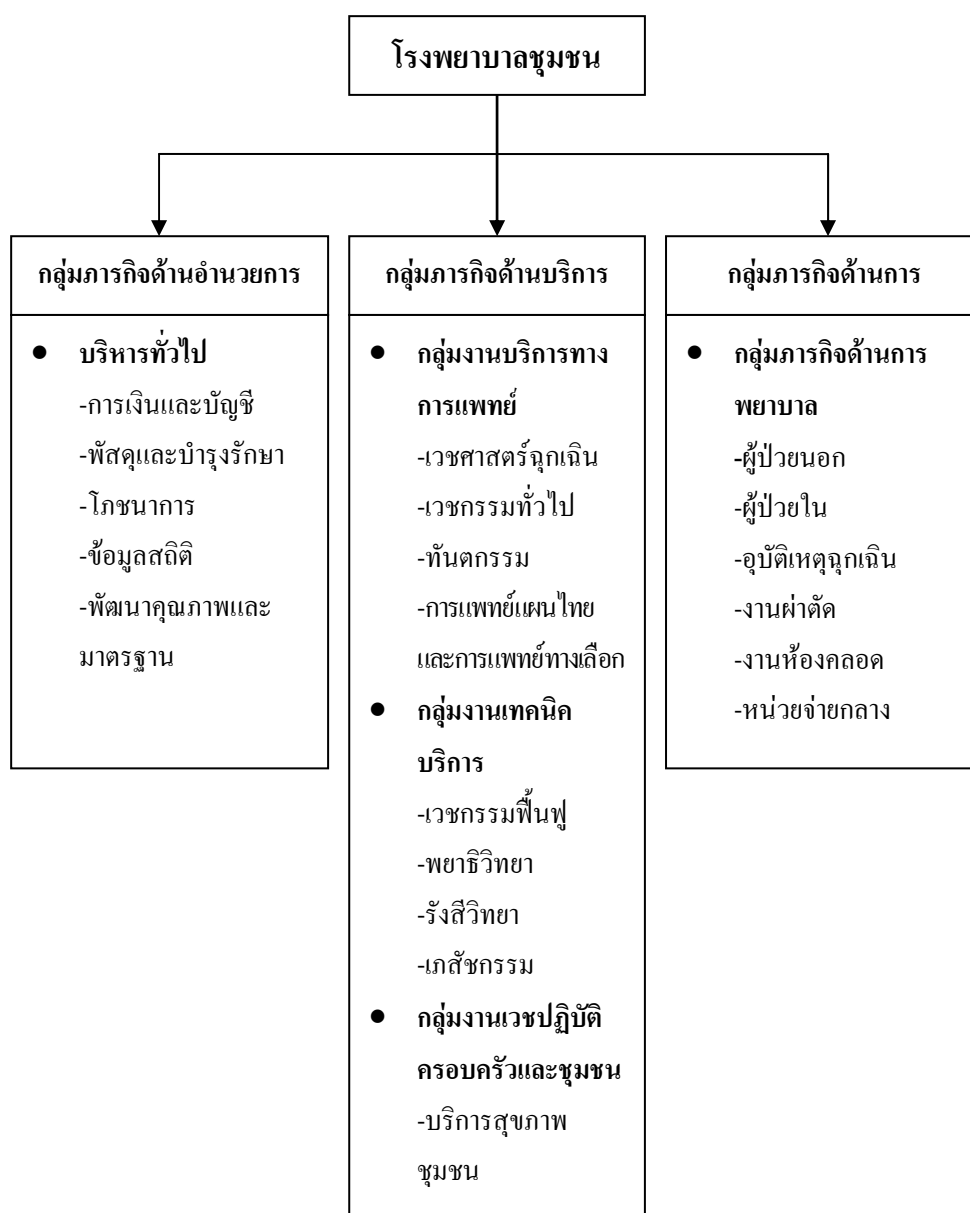 โรงพยาบาลชุมชน
กลุ่มภารกิจด้านอำนวยการ
● บริหารทั่วไป
-การเงินและบัญชี
-พัสดุและบำรุงรักษา
-โภชนาการ
-ข้อมูลสถิติ
-พัฒนาคุณภาพและ
มาตรฐาน
กลุ่มภารกิจด้านบริการ
● กลุ่มงานบริการทาง
การแพทย์
-เวชศาสตร์ฉุกเฉิน
-เวชกรรมทั่วไป
-ทันตกรรม
-การแพทย์แผนไทย
และการแพทย์ทางเลือก
● กลุ่มงานเทคนิค
บริการ
-เวชกรรมฟื้นฟู
-พยาธิวิทยา
-รังสีวิทยา
-เภสัชกรรม
● กลุ่มงานเวชปฏิบัติ
ครอบครัวและชุมชน
-บริการสุขภาพ
ชุมชน
กลุ่มภารกิจด้านการ
● กลุ่มภารกิจด้านการ
พยาบาล
-ผู้ป่วยนอก
-ผู้ป่วยใน
-อุบัติเหตุฉุกเฉิน
-งานผ่าตัด
-งานห้องคลอด
-หน่วยจ่ายกลาง